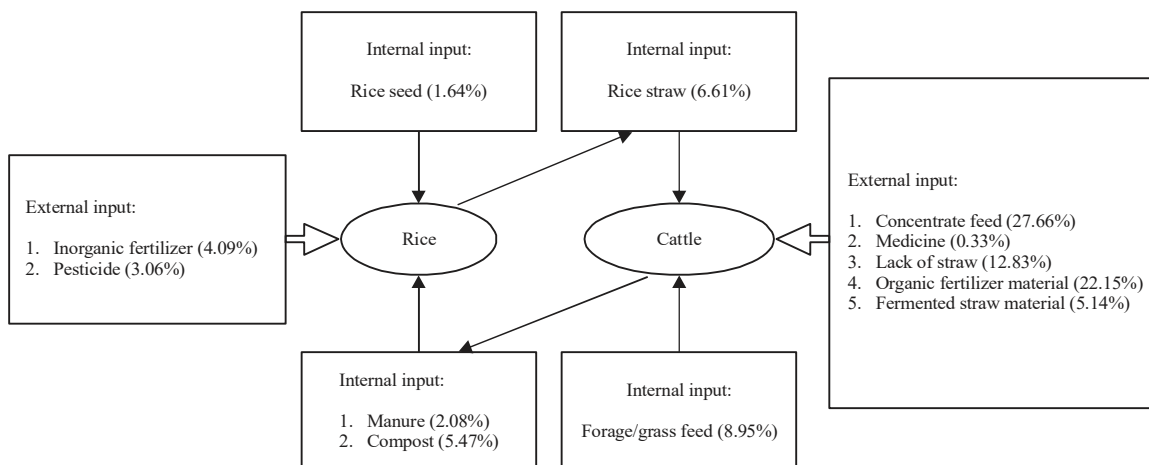 Internal input:
Rice seed (1.64%)
Internal input:
Rice straw (6.61%)
External input:
1. Inorganic fertilizer (4.09%)
2. Pesticide (3.06%)
Rice
Cattle
External input:
1. Concentrate feed (27.66%)
2. Medicine (0.33%)
3. Lack of straw (12.83%)
4. Organic fertilizer material (22.15%)
5. Fermented straw material (5.14%)
Internal input:
1. Manure (2.08%)
2. Compost (5.47%)
Internal input:
Forage/grass feed (8.95%)